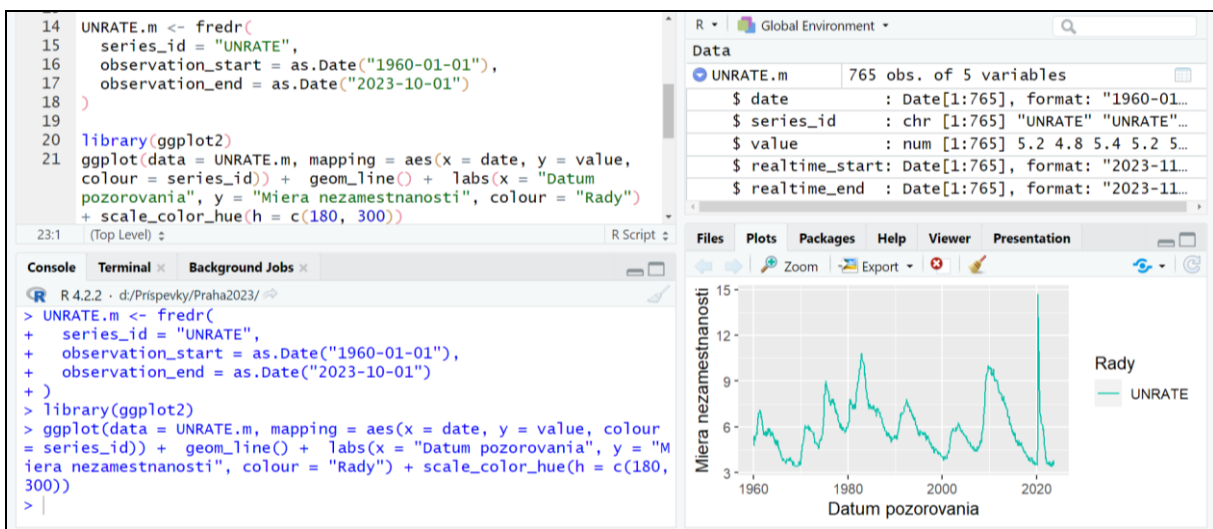 14 UNRATE.m <- fredr(
15 series_id = "UNRATE",
16 observation_start = as.Date("1960-01-01"),
17 observation_end = as.Date("2023-10-01")
18 )
19
20 library(ggplot2)
21 ggplot(data = UNRATE.m, mapping = aes(x = date, y = value,
colour = series_id)) + geom_line() + labs(x = "Datum
pozorovania", y = "Miera nezamestnanosti", colour = "Rady")
+ scale_color_hue(h = c(180, 300))
23:1 (Top Level) R Script
Console Terminal × Background Jobs ×
R R 4.2.2 · d:/Príspevky/Praha2023/
> UNRATE.m <- fredr(
+ series_id = "UNRATE",
+ observation_start = as.Date("1960-01-01"),
+ observation_end = as.Date("2023-10-01")
+ )
> library(ggplot2)
> ggplot(data = UNRATE.m, mapping = aes(x = date, y = value, colour
= series_id)) + geom_line() + labs(x = "Datum pozorovania", y = "M
iera nezamestnanosti", colour = "Rady") + scale_color_hue(h = c(180,
300))
>
R Global Environment
Data
UNRATE.m 765 obs. of 5 variables
$ date : Date[1:765], format: "1960-01…
$ series_id : chr [1:765] "UNRATE" "UNRATE"…
$ value : num [1:765] 5.2 4.8 5.4 5.2 5…
$ realtime_start: Date[1:765], format: "2023-11…
$ realtime_end : Date[1:765], format: "2023-11…
Files Plots Packages Help Viewer Presentation
Zoom Export
Miera nezamestnanosti
15
12
9
6
3
1960 1980 2000 2020
Datum pozorovania
Rady
UNRATE